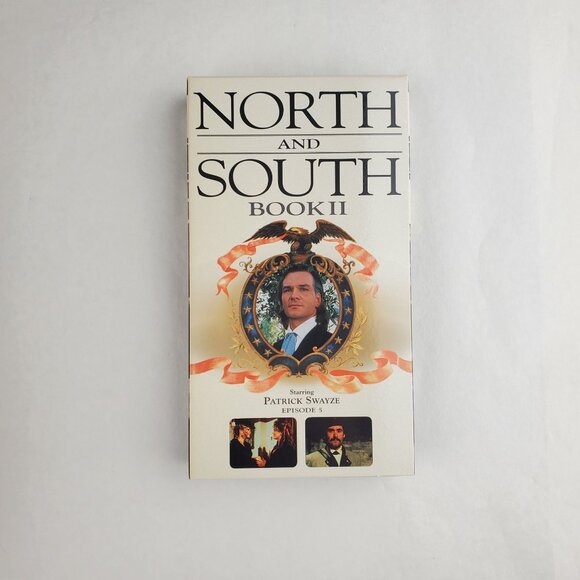 NORTH
AND
SOUTH
BOOK II
Starring
PATRICK SWAYZE
EPISODE 5